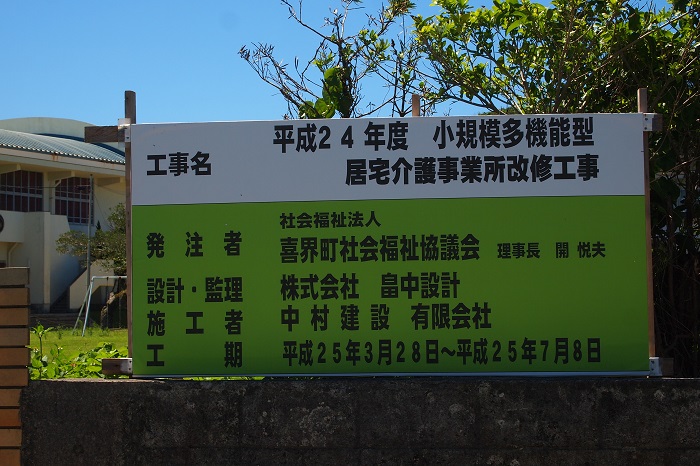 平成24年度 小規模多機能型
工事名 居宅介護事業所改修工事
社会福祉法人
発注者 喜界町社会福祉協議会 理事長 開 悦夫
設計・監理 株式会社 畠中設計
施工者 中村建設 有限会社
工期 平成25年3月28日~平成25年7月8日